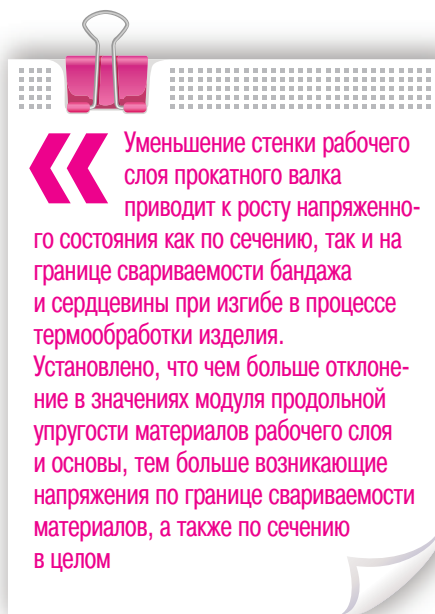 « Уменьшение стенки рабочего
слоя прокатного валка
приводит к росту напряженно-
го состояния как по сечению, так и на
границе свариваемости бандажа
и сердцевины при изгибе в процессе
термообработки изделия.
Установлено, что чем больше отклоне-
ние в значениях модуля продольной
упругости материалов рабочего слоя
и основы, тем больше возникающие
напряжения по границе свариваемости
материалов, а также по сечению
в целом